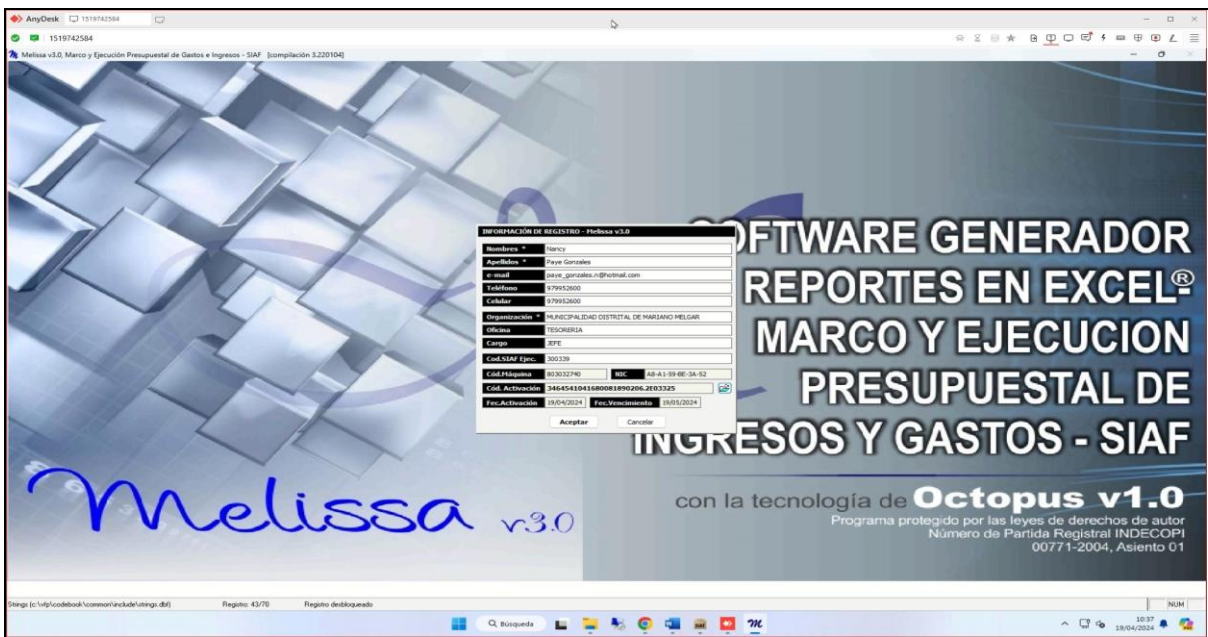 AnyDesk 1519742584
1519742584
Melissa v3.0, Marco y Ejecución Presupuestal de Gastos e Ingresos - SIAF [compilación 3.220104]
INFORMACIÓN DE REGISTRO - Melissa v3.0
Nombres * Nancy
Apellidos * Paye Gonzales
e-mail paye_gonzales.n@hotmail.com
Teléfono 979952600
Celular 979952600
Organización * MUNICIPALIDAD DISTRITAL DE MARIANO MELGAR
Oficina TESORERIA
Cargo JEFE
Cod.SIAF Ejec. 300339
Cód.Máquina 803032740 NIC A8-A1-59-BE-3A-52
Cód. Activación 3464541041680081890206.2E03325
Fec.Activación 19/04/2024 Fec.Vencimiento 19/05/2024
Aceptar Cancelar
SOFTWARE GENERADOR
REPORTES EN EXCEL®
MARCO Y EJECUCION
PRESUPUESTAL DE
INGRESOS Y GASTOS - SIAF
Melissa v3.0
con la tecnología de Octopus v1.0
Programa protegido por las leyes de derechos de autor
Número de Partida Registral INDECOPI
00771-2004, Asiento 01
Strings (c:\vfp\codebook\common\include\strings.dbf) Registro: 43/70 Registro desbloqueado NUM
Búsqueda
10:37
19/04/2024